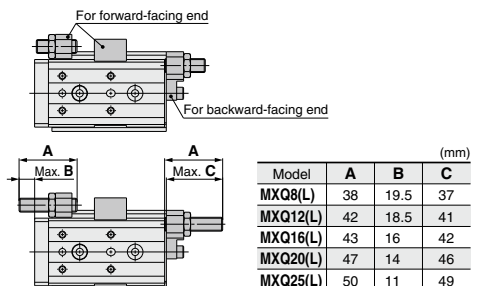 For forward-facing end
For backward-facing end
A
A
Max. B
Max. C
(mm)
Model A B C
MXQ8(L) 38 19.5 37
MXQ12(L) 42 18.5 41
MXQ16(L) 43 16 42
MXQ20(L) 47 14 46
MXQ25(L) 50 11 49